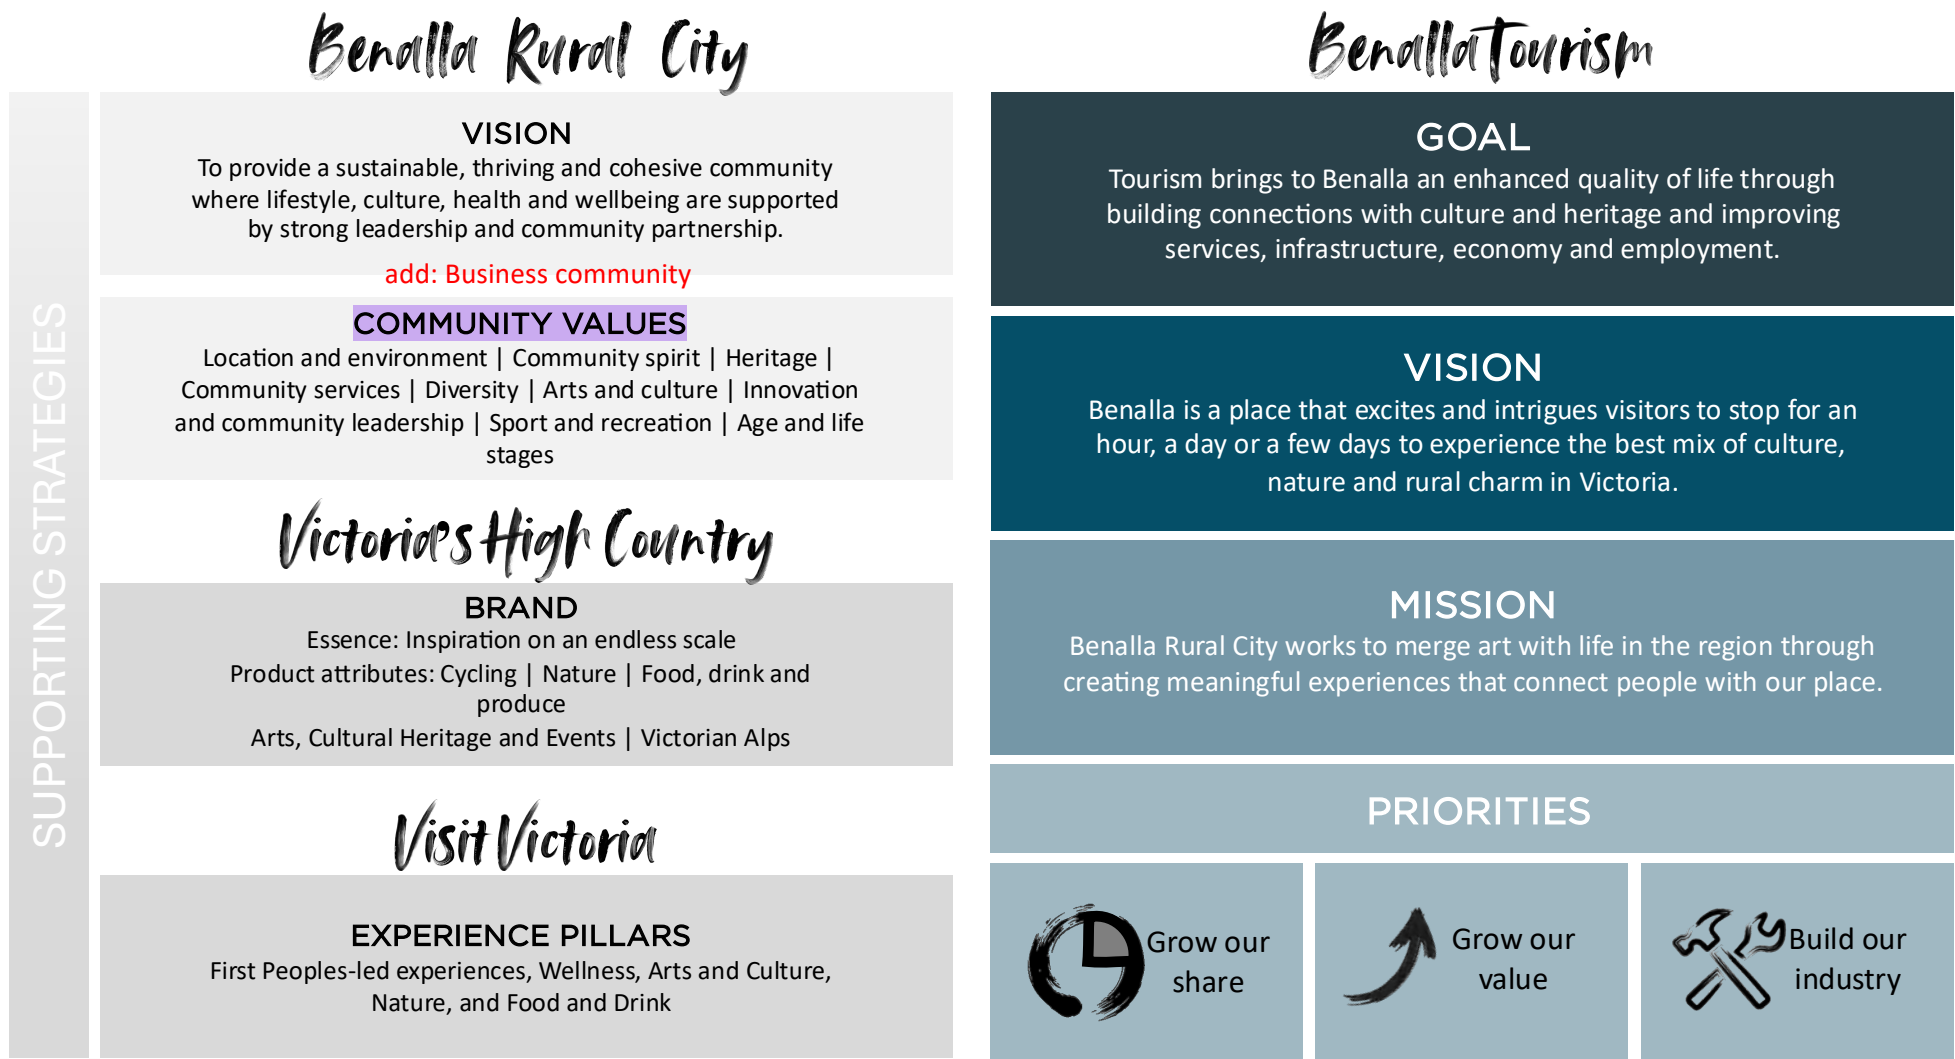 Benalla Rural City
VISION
To provide a sustainable, thriving and cohesive community
where lifestyle, culture, health and wellbeing are supported
by strong leadership and community partnership.
add: Business community
COMMUNITY VALUES
Location and environment | Community spirit | Heritage |
Community services | Diversity | Arts and culture | Innovation
and community leadership | Sport and recreation | Age and life
stages
Victoria's High Country
BRAND
Essence: Inspiration on an endless scale
Product attributes: Cycling | Nature | Food, drink and
produce
Arts, Cultural Heritage and Events | Victorian Alps
Visit Victoria
EXPERIENCE PILLARS
First Peoples-led experiences, Wellness, Arts and Culture,
Nature, and Food and Drink
SUPPORTING STRATEGIES
Benalla Tourism
GOAL
Tourism brings to Benalla an enhanced quality of life through
building connections with culture and heritage and improving
services, infrastructure, economy and employment.
VISION
Benalla is a place that excites and intrigues visitors to stop for an
hour, a day or a few days to experience the best mix of culture,
nature and rural charm in Victoria.
MISSION
Benalla Rural City works to merge art with life in the region through
creating meaningful experiences that connect people with our place.
PRIORITIES
Grow our
share
Grow our
value
Build our
industry